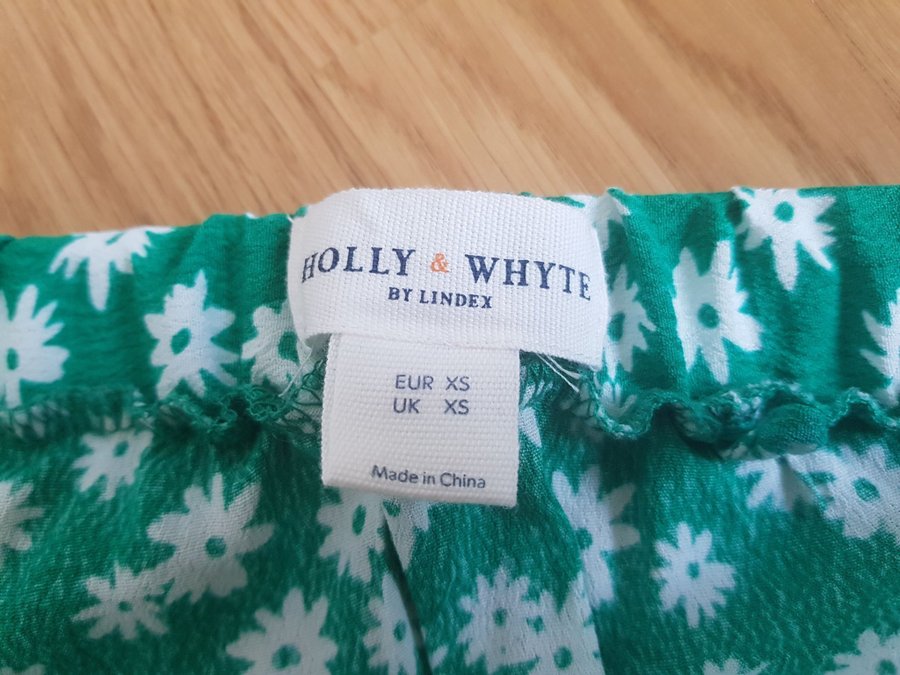 HOLLY & WHYTE
BY LINDEX
EUR XS
UK XS
Made in China